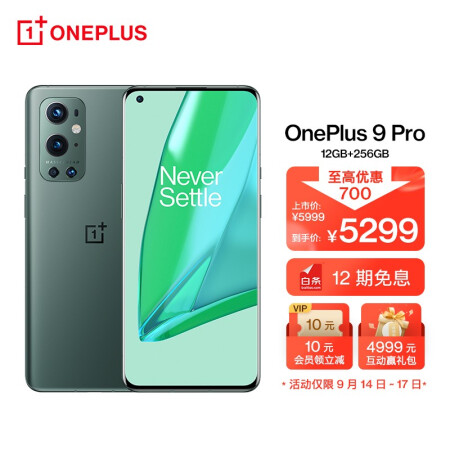 ONEPLUS
OnePlus 9 Pro
12GB+256GB
至高优惠
700
上市价:
¥5999
到手价: ¥5299
白条
12 期免息
VIP
10 元
10 元
会员领立减
4999 元
互动赢礼包
* 活动仅限 9 月 14 日 - 17 日*
Never
Settle
HASSELBLAD